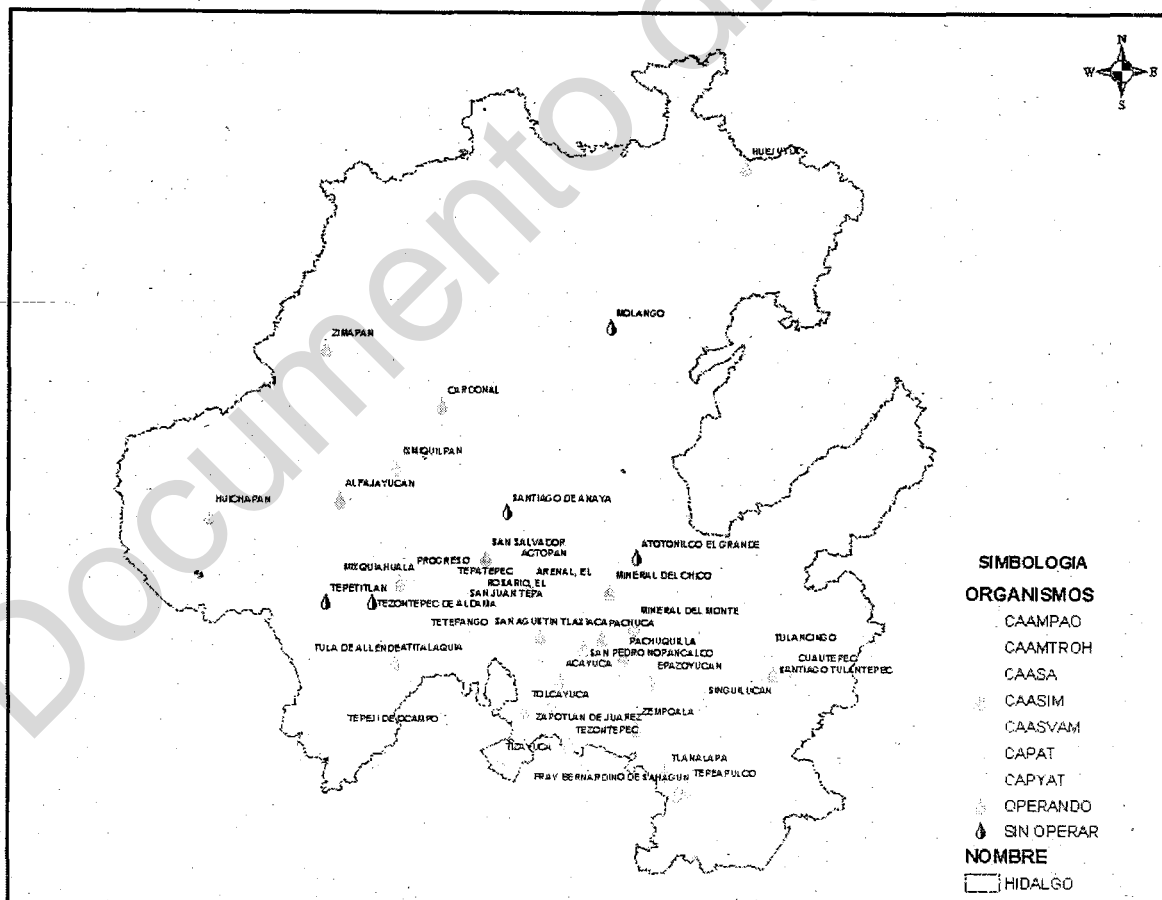 Documento di
N
W E
S
HUEJUTLA
MOLANGO
ZIMAPAN
CARDONAL
IXMIQUILPAN
ALFAJAYUCAN
HUICHAPAN
SANTIAGO DE ANAYA
SAN SALVADOR
ACTOPAN
ATOTONILCO EL GRANDE
MIXQUIAHUALA
PROGRESO
TEPATEPEC
ARENAL, EL
MINERAL DEL CHICO
TEPETITLAN
ROSARIO, EL
SAN JUAN TEPA
TEZONTEPEC DE ALDAMA
MINERAL DEL MONTE
TETEPANGO
SAN AGUSTIN TLAXIACA
PACHUCA
TULA DE ALLENDE
ATITALAQUIA
PACHUQUILLA
TULANCINGO
SAN PEDRO NOPANCALCO
CUAUTEPEC
ACAYUCA
EPAZOYUCAN
SANTIAGO TULANTEPEC
TOLCAYUCA
SINGUILUCAN
TEPEJI DE OCAMPO
ZAPOTLAN DE JUAREZ
ZEMPOALA
TEZONTEPEC
TIZAYUCA
TLANALAPA
FRAY BERNARDINO DE SAHAGUN
TEPEAPULCO
SIMBOLOGIA
ORGANISMOS
CAAMPAO
CAAMTROH
CAASA
CAASIM
CAASVAM
CAPAT
CAPYAT
OPERANDO
SIN OPERAR
NOMBRE
HIDALGO